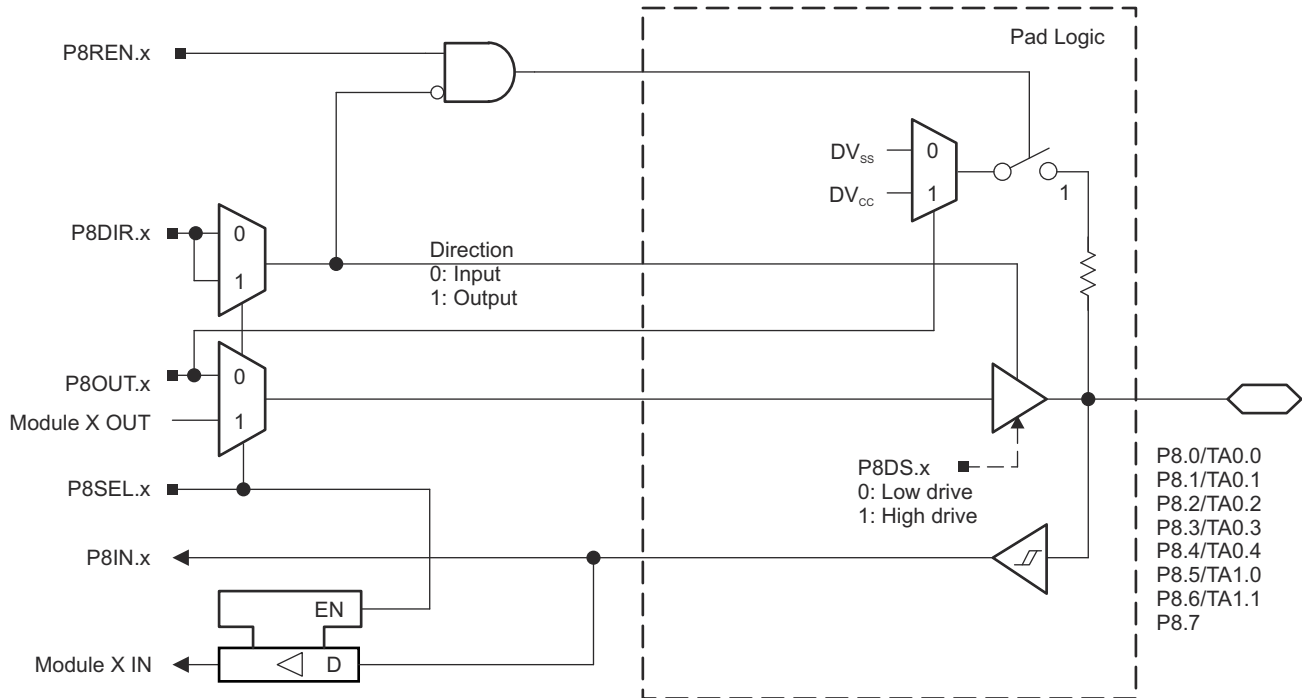 P8REN.x
Pad Logic
DVSS
0
DVCC
1
1
P8DIR.x
0
1
Direction
0: Input
1: Output
P8OUT.x
0
Module X OUT
1
P8DS.x
0: Low drive
1: High drive
P8SEL.x
P8IN.x
EN
Module X IN
D
P8.0/TA0.0
P8.1/TA0.1
P8.2/TA0.2
P8.3/TA0.3
P8.4/TA0.4
P8.5/TA1.0
P8.6/TA1.1
P8.7